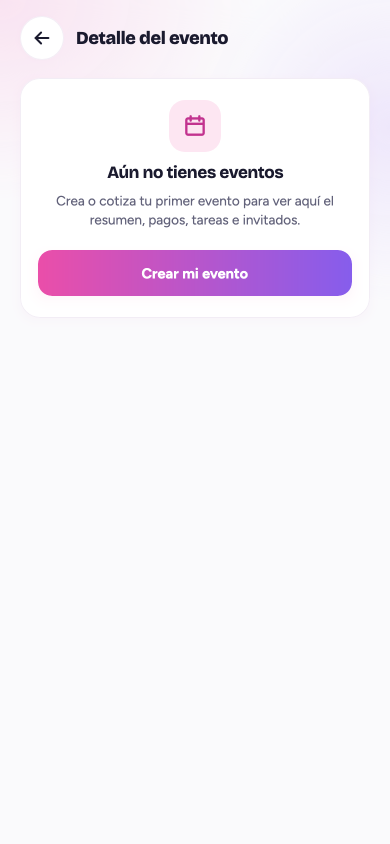 Detalle del evento
Aún no tienes eventos
Crea o cotiza tu primer evento para ver aquí el
resumen, pagos, tareas e invitados.
Crear mi evento